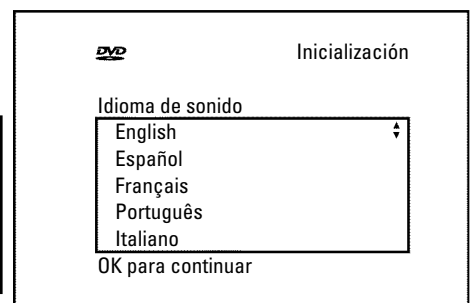 DVD
Inicialización
Idioma de sonido
English
Español
Français
Português
Italiano
OK para continuar